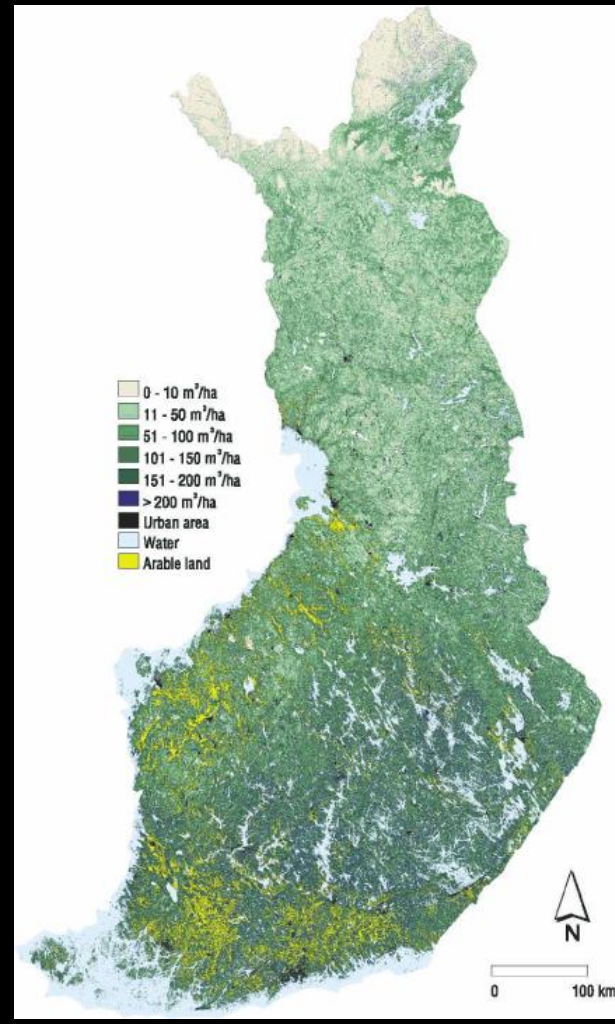 0 - 10 m³/ha
11 - 50 m³/ha
51 - 100 m³/ha
101 - 150 m³/ha
151 - 200 m³/ha
> 200 m³/ha
Urban area
Water
Arable land
N
0 100 km